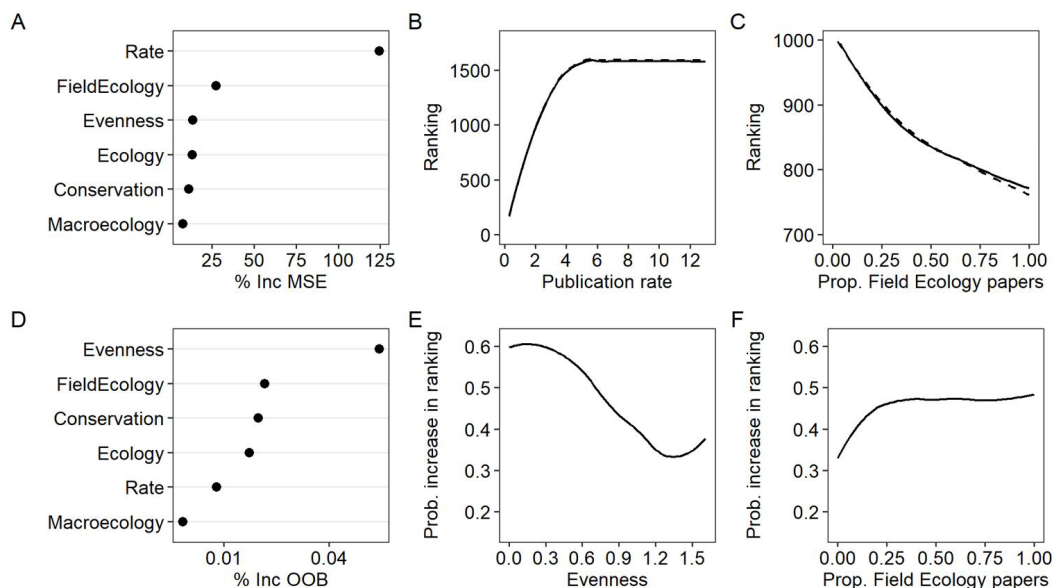 A
Rate
FieldEcology
Evenness
Ecology
Conservation
Macroecology
25 50 75 100 125
% Inc MSE
B
Ranking
1500
1000
500
0
0 2 4 6 8 10 12
Publication rate
C
Ranking
1000
900
800
700
0.00 0.25 0.50 0.75 1.00
Prop. Field Ecology papers
D
Evenness
FieldEcology
Conservation
Ecology
Rate
Macroecology
0.01 0.04
% Inc OOB
E
Prob. increase in ranking
0.6
0.5
0.4
0.3
0.2
0.0 0.3 0.6 0.9 1.2 1.5
Evenness
F
Prob. increase in ranking
0.6
0.5
0.4
0.3
0.2
0.00 0.25 0.50 0.75 1.00
Prop. Field Ecology papers